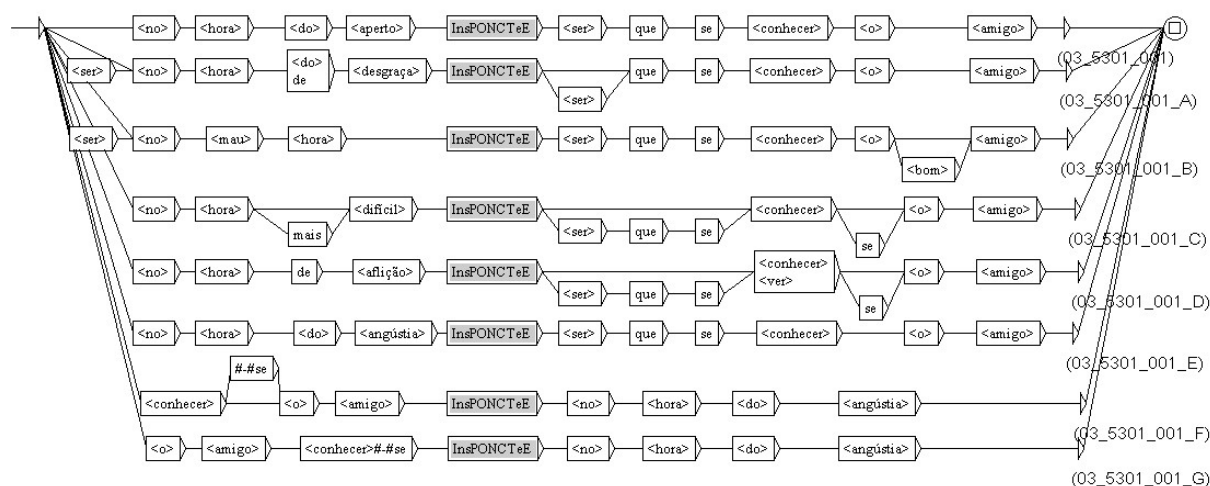 <no> <hora> <do> <aperto> InsPONCTeE <ser> que se <conhecer> <o> <amigo>
(03_5301_001)
<ser> <no> <hora> <do> de <desgraça> InsPONCTeE <ser> que se <conhecer> <o> <amigo>
(03_5301_001_A)
<ser> <no> <mau> <hora> InsPONCTeE <ser> que se <conhecer> <o> <bom> <amigo>
(03_5301_001_B)
<no> <hora> mais <difícil> InsPONCTeE <ser> que se <conhecer> se <o> <amigo>
(03_5301_001_C)
<no> <hora> de <aflição> InsPONCTeE <ser> que se <conhecer> <ver> se <o> <amigo>
(03_5301_001_D)
<no> <hora> <do> <angústia> InsPONCTeE <ser> que se <conhecer> <o> <amigo>
(03_5301_001_E)
<conhecer> #-#se <o> <amigo> InsPONCTeE <no> <hora> <do> <angústia>
(03_5301_001_F)
<o> <amigo> <conhecer>#-#se InsPONCTeE <no> <hora> <do> <angústia>
(03_5301_001_G)